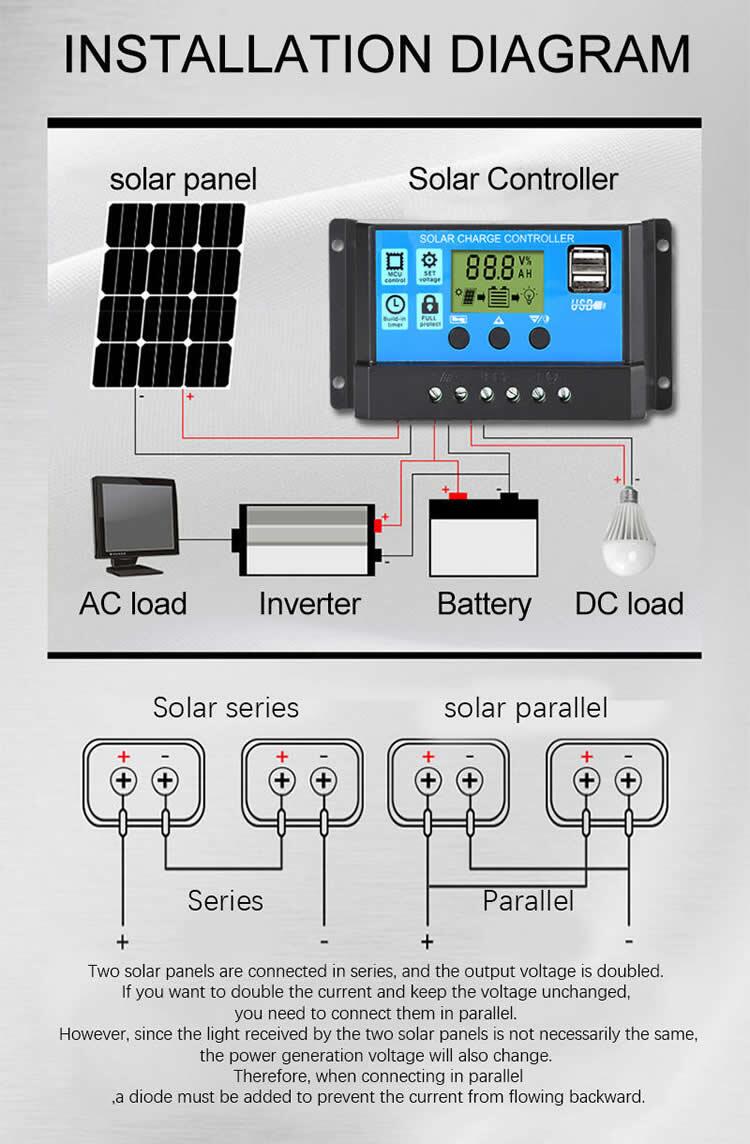 INSTALLATION DIAGRAM
solar panel
Solar Controller
SOLAR CHARGE CONTROLLER
MCU
control
SET
voltage
88.8 V%
AH
Build-in
timer
FULL
protect
USB
- +
+ -
+ -
+
-
AC load
Inverter
Battery
DC load
Solar series
solar parallel
+ - + -
+ - + -
Series
Parallel
+ - + -
Two solar panels are connected in series, and the output voltage is doubled.
If you want to double the current and keep the voltage unchanged,
you need to connect them in parallel.
However, since the light received by the two solar panels is not necessarily the same,
the power generation voltage will also change.
Therefore, when connecting in parallel
,a diode must be added to prevent the current from flowing backward.